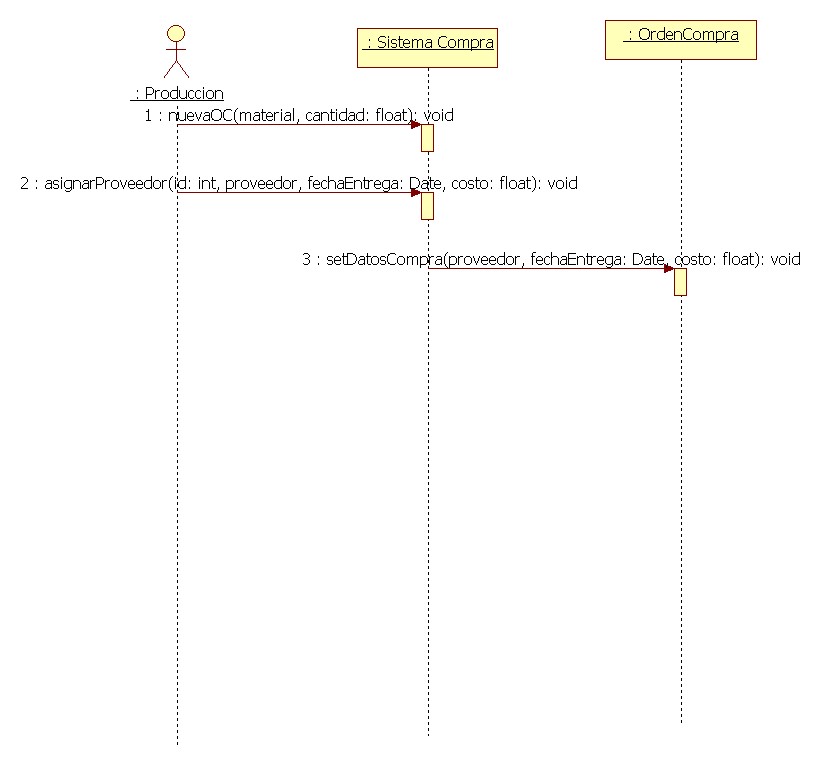 : Sistema Compra
: OrdenCompra
: Produccion
1 : nuevaOC(material, cantidad: float): void
2 : asignarProveedor(id: int, proveedor, fechaEntrega: Date, costo: float): void
3 : setDatosCompra(proveedor, fechaEntrega: Date, costo: float): void